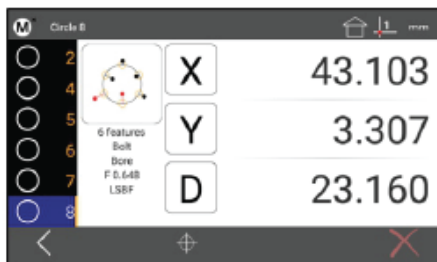 M Circle 8 1 mm
2
4
5
6
7
8
6 features
Bolt
Bore
F 0.648
LSBF
X 43.103
Y 3.307
D 23.160